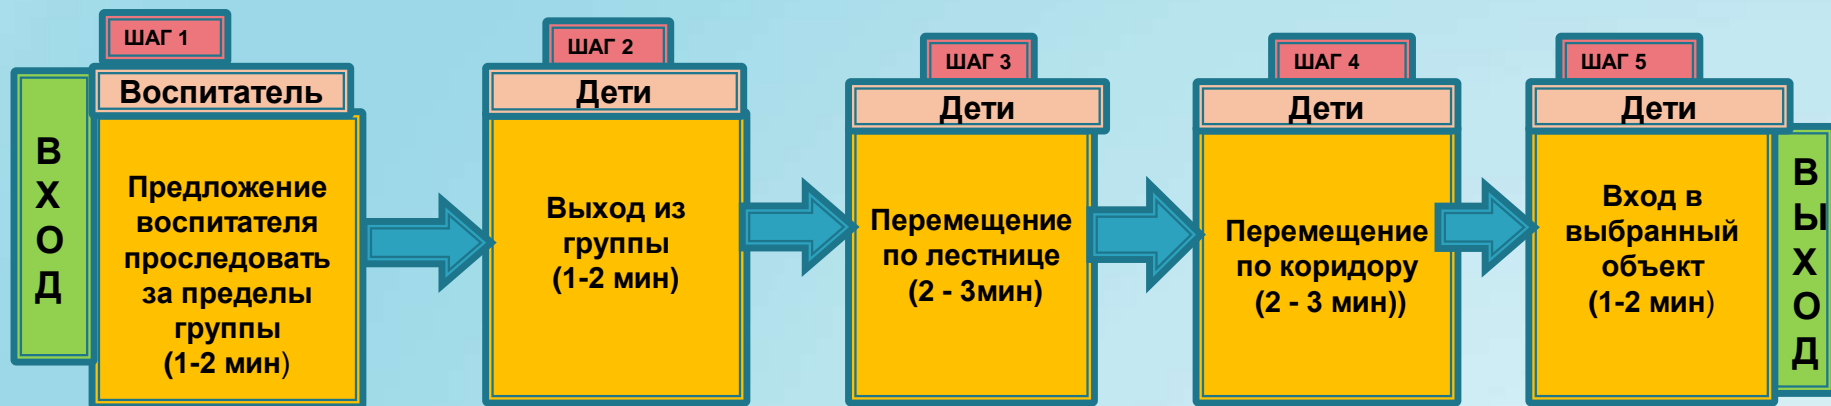 ВХОД
ШАГ 1
Воспитатель
Предложение
воспитателя
проследовать
за пределы
группы
(1-2 мин)
ШАГ 2
Дети
Выход из
группы
(1-2 мин)
ШАГ 3
Дети
Перемещение
по лестнице
(2 - 3мин)
ШАГ 4
Дети
Перемещение
по коридору
(2 - 3 мин))
ШАГ 5
Дети
Вход в
выбранный
объект
(1-2 мин)
ВЫХОД